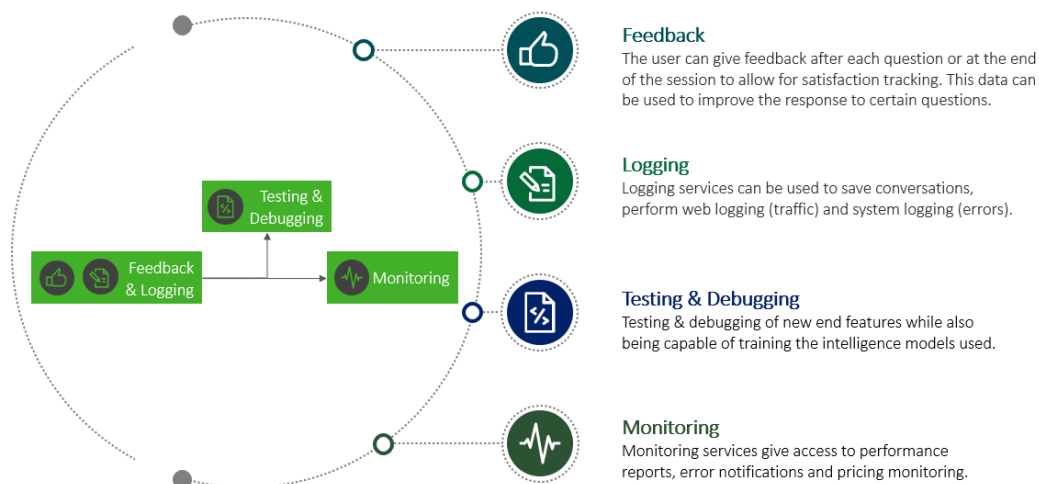 Feedback
The user can give feedback after each question or at the end
of the session to allow for satisfaction tracking. This data can
be used to improve the response to certain questions.
Logging
Logging services can be used to save conversations,
perform web logging (traffic) and system logging (errors).
Testing &
Debugging
Feedback
& Logging
Monitoring
Testing & Debugging
Testing & debugging of new end features while also
being capable of training the intelligence models used.
Monitoring
Monitoring services give access to performance
reports, error notifications and pricing monitoring.